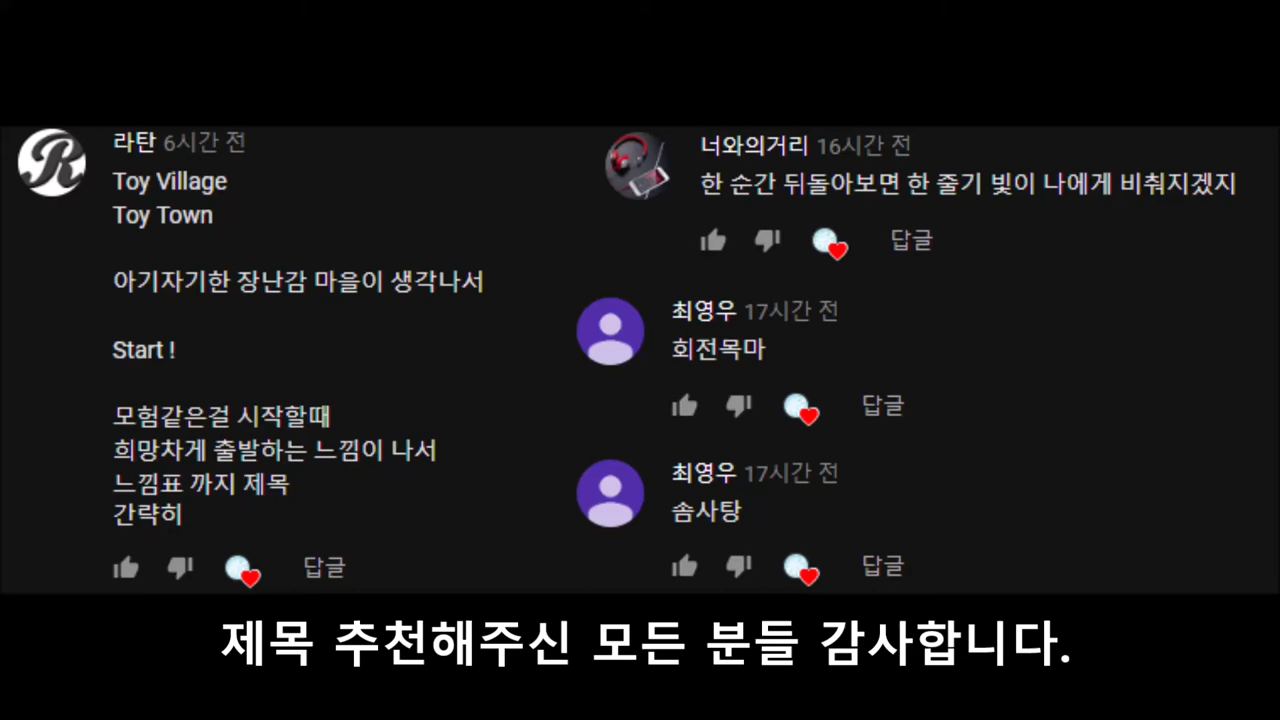 라탄 6시간 전
Toy Village
Toy Town
아기자기한 장난감 마을이 생각나서
Start !
모험같은걸 시작할때
희망차게 출발하는 느낌이 나서
느낌표 까지 제목
간략히
답글
너와의거리 16시간 전
한 순간 뒤돌아보면 한 줄기 빛이 나에게 비춰지겠지
답글
최영우 17시간 전
회전목마
답글
최영우 17시간 전
솜사탕
답글
제목 추천해주신 모든 분들 감사합니다.